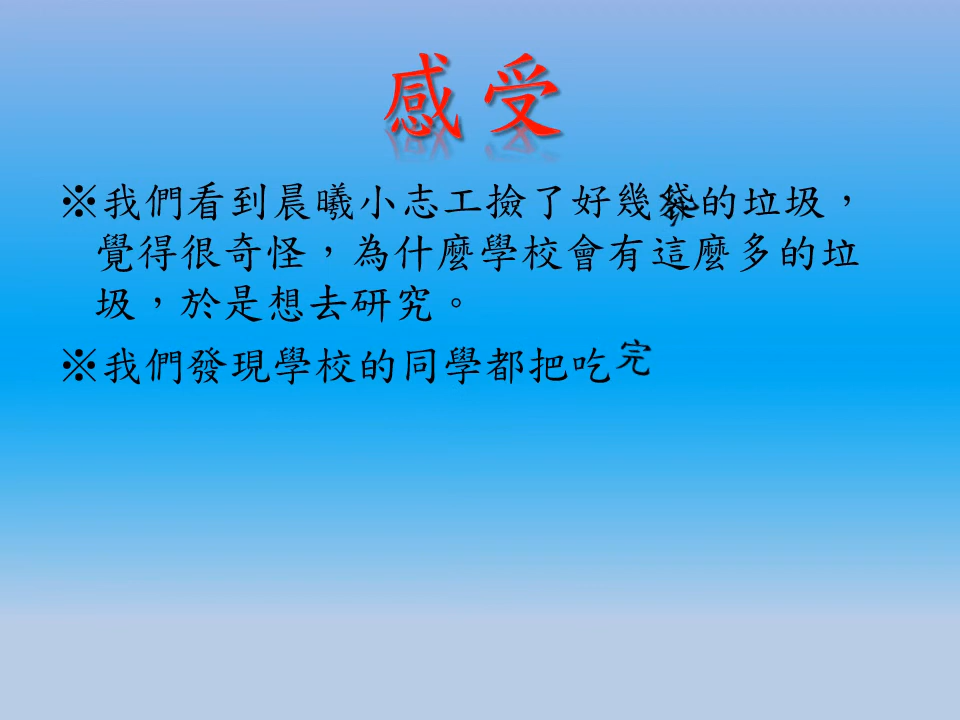 感受
※我們看到晨曦小志工撿了好幾袋的垃圾，
覺得很奇怪，為什麼學校會有這麼多的垃
圾，於是想去研究。
※我們發現學校的同學都把吃完